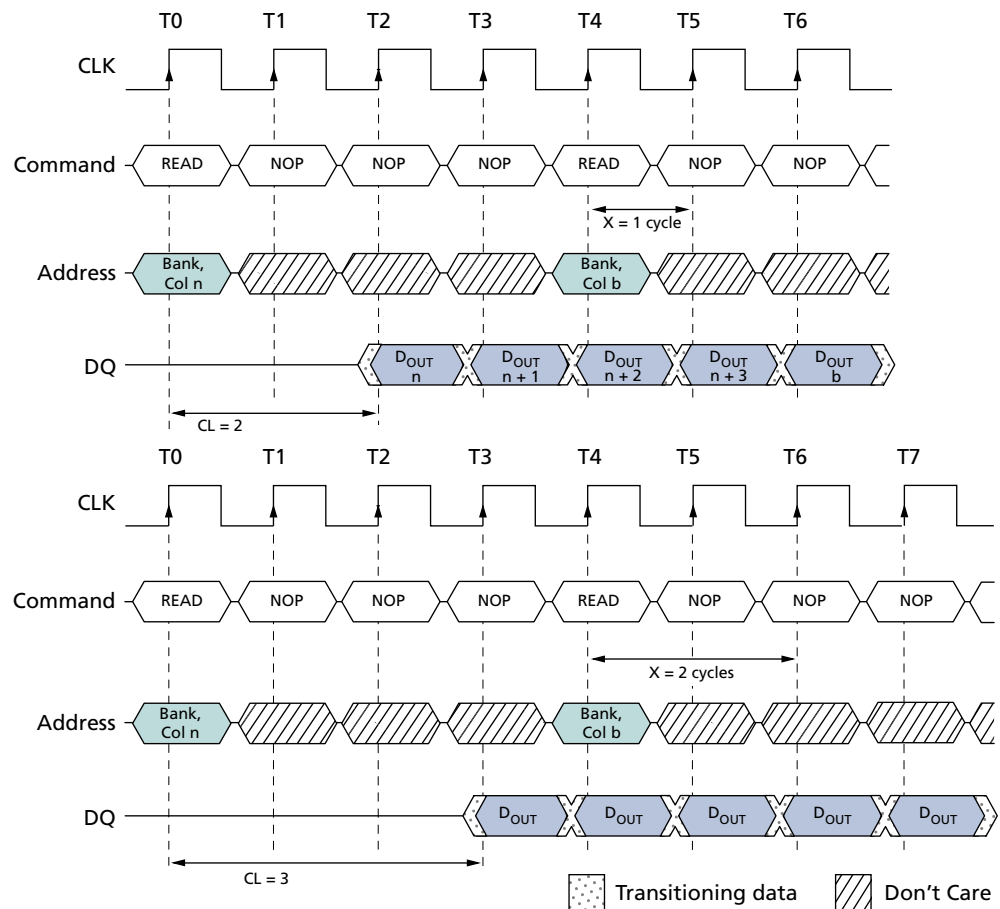 T0 T1 T2 T3 T4 T5 T6
CLK
Command READ NOP NOP NOP READ NOP NOP
X = 1 cycle
Address Bank, Col n Bank, Col b
DQ DOUT n DOUT n + 1 DOUT n + 2 DOUT n + 3 DOUT b
CL = 2
T0 T1 T2 T3 T4 T5 T6 T7
CLK
Command READ NOP NOP NOP READ NOP NOP NOP
X = 2 cycles
Address Bank, Col n Bank, Col b
DQ DOUT DOUT DOUT DOUT DOUT
CL = 3
Transitioning data Don't Care